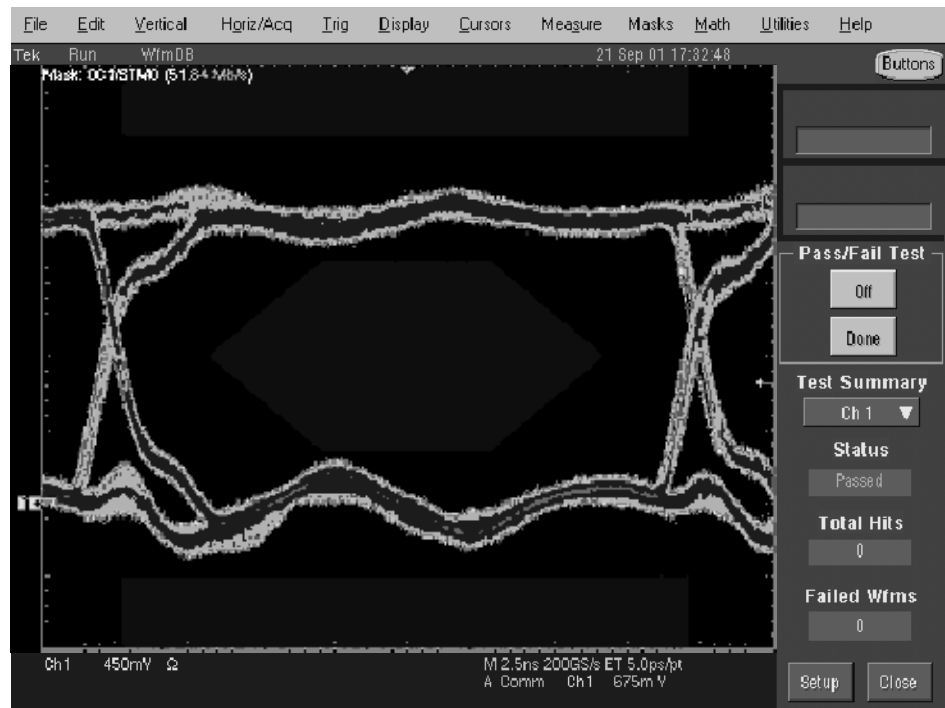 File Edit Vertical Horiz/Acq Trig Display Cursors Measure Masks Math Utilities Help
Tek Run WfmDB 21 Sep 01 17:32:48
Buttons
Mask: OC1/STM0 (51.84 Mb/s)
Pass/Fail Test
Off
Done
Test Summary
Ch 1
Status
Passed
Total Hits
0
Failed Wfms
0
Setup Close
1
Ch1 450mV Ω M 2.5ns 200GS/s ET 5.0ps/pt
A Comm Ch1 675mV